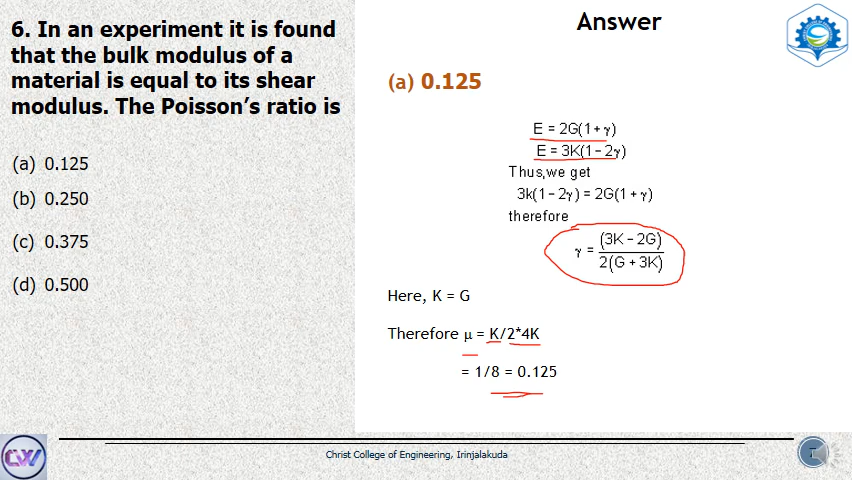 6. In an experiment it is found
that the bulk modulus of a
material is equal to its shear
modulus. The Poisson's ratio is
(a) 0.125
(b) 0.250
(c) 0.375
(d) 0.500
Answer
(a) 0.125
E = 2G(1 + γ)
E = 3K(1 − 2γ)
Thus,we get
3k(1 − 2γ) = 2G(1 + γ)
therefore
γ = (3K − 2G) / 2(G + 3K)
Here, K = G
Therefore μ = K/2*4K
= 1/8 = 0.125
CW
Christ College of Engineering, Irinjalakuda